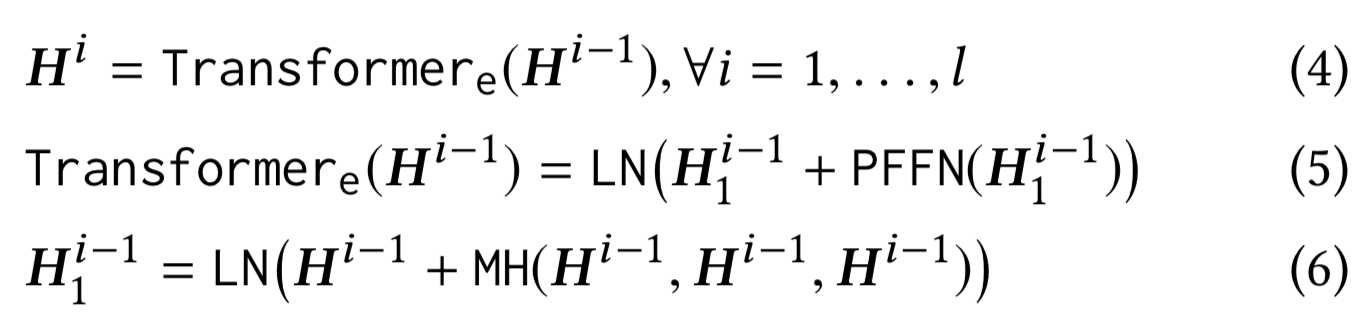 H^i = Transformer_e(H^{i−1}), ∀i = 1, . . . , l (4)
Transformer_e(H^{i−1}) = LN(H_1^{i−1} + PFFN(H_1^{i−1})) (5)
H_1^{i−1} = LN(H^{i−1} + MH(H^{i−1}, H^{i−1}, H^{i−1})) (6)